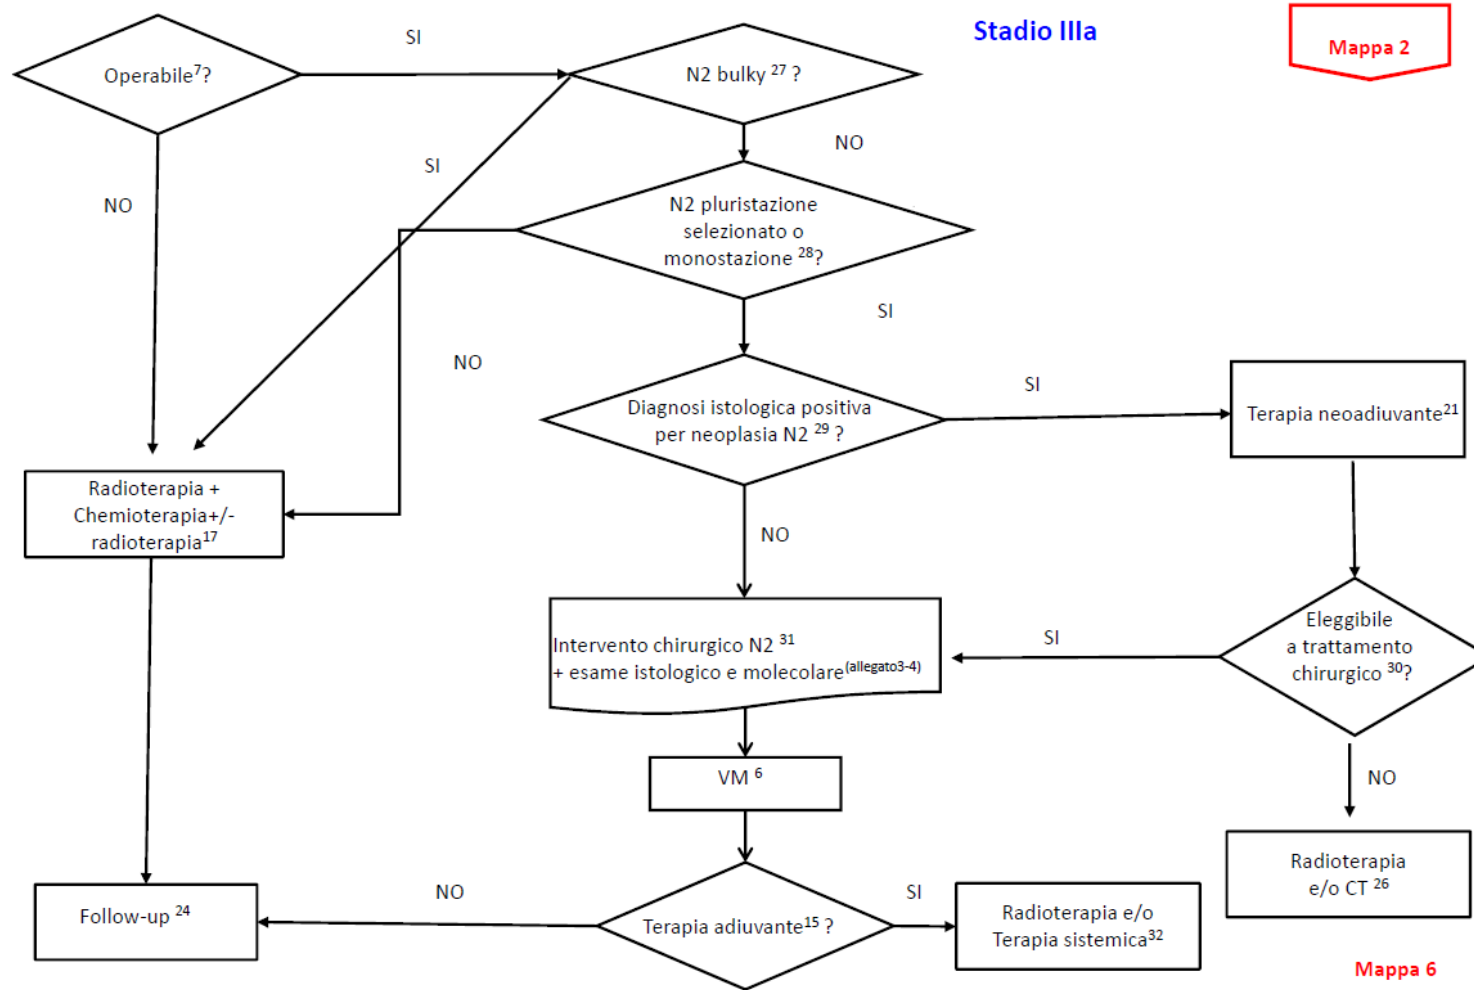 Stadio IIIa
Mappa 2
Operabile7?
SI
N2 bulky 27 ?
NO
SI
NO
N2 pluristazione
selezionato o
monostazione 28?
SI
NO
Diagnosi istologica positiva
per neoplasia N2 29 ?
SI
Terapia neoadiuvante21
Radioterapia +
Chemioterapia+/-
radioterapia17
NO
Intervento chirurgico N2 31
+ esame istologico e molecolare(allegato3-4)
SI
Eleggibile
a trattamento
chirurgico 30?
NO
VM 6
Radioterapia
e/o CT 26
Follow-up 24
NO
Terapia adiuvante15 ?
SI
Radioterapia e/o
Terapia sistemica32
Mappa 6